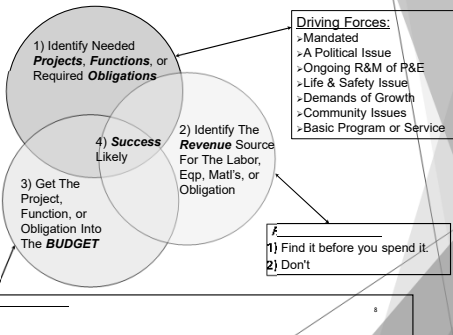 1) Identify Needed
Projects, Functions, or
Required Obligations
4) Success
Likely
2) Identify The
Revenue Source
For The Labor,
Eqp, Matl's, or
Obligation
3) Get The
Project,
Function, or
Obligation Into
The BUDGET
Driving Forces:
➢Mandated
➢A Political Issue
➢Ongoing R&M of P&E
➢Life & Safety Issue
➢Demands of Growth
➢Community Issues
➢Basic Program or Service
1) Find it before you spend it.
2) Don't
8